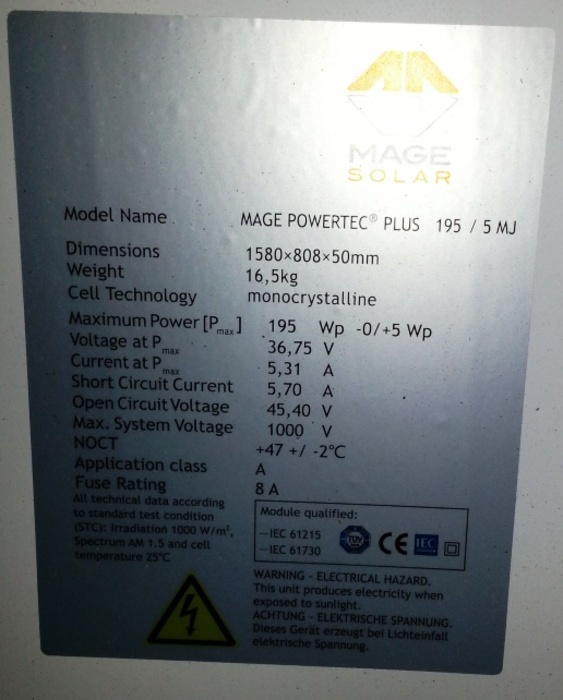 MAGE
SOLAR
Model Name MAGE POWERTEC® PLUS 195 / 5 MJ
Dimensions 1580×808×50mm
Weight 16,5kg
Cell Technology monocrystalline
Maximum Power [Pmax] 195 Wp -0/+5 Wp
Voltage at Pmax 36,75 V
Current at Pmax 5,31 A
Short Circuit Current 5,70 A
Open Circuit Voltage 45,40 V
Max. System Voltage 1000 V
NOCT +47 +/ -2°C
Application class A
Fuse Rating 8 A
All technical data according
to standard test condition
(STC): Irradiation 1000 W/m²,
Spectrum AM 1.5 and cell
temperature 25°C
Module qualified:
—IEC 61215
—IEC 61730
TÜV CE IEC
WARNING - ELECTRICAL HAZARD.
This unit produces electricity when
exposed to sunlight.
ACHTUNG - ELEKTRISCHE SPANNUNG.
Dieses Gerät erzeugt bei Lichteinfall
elektrische Spannung.